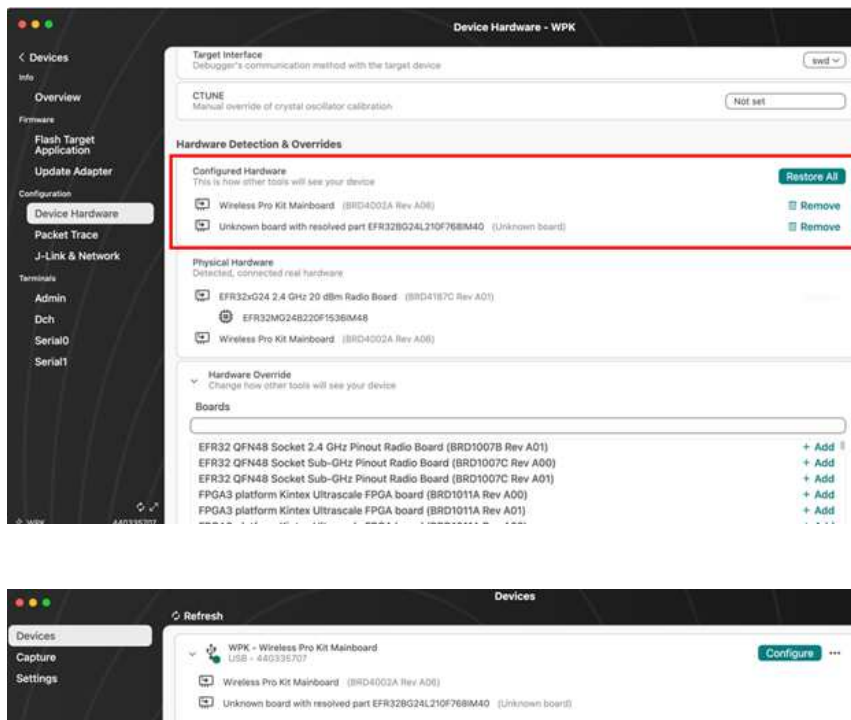 Device Hardware - WPK
< Devices
Info
Overview
Firmware
Flash Target
Application
Update Adapter
Configuration
Device Hardware
Packet Trace
J-Link & Network
Terminals
Admin
Dch
Serial0
Serial1
WPK 440335707
Target Interface
Debugger's communication method with the target device
swd
CTUNE
Manual override of crystal oscillator calibration
Not set
Hardware Detection & Overrides
Configured Hardware
This is how other tools will see your device
Restore All
Wireless Pro Kit Mainboard (BRD4002A Rev A06) Remove
Unknown board with resolved part EFR32BG24L210F768IM40 (Unknown board) Remove
Physical Hardware
Detected, connected real hardware
EFR32xG24 2.4 GHz 20 dBm Radio Board (BRD4187C Rev A01)
EFR32MG24B220F1536IM48
Wireless Pro Kit Mainboard (BRD4002A Rev A06)
Hardware Override
Change how other tools will see your device
Boards
EFR32 QFN48 Socket 2.4 GHz Pinout Radio Board (BRD1007B Rev A01) + Add
EFR32 QFN48 Socket Sub-GHz Pinout Radio Board (BRD1007C Rev A00) + Add
EFR32 QFN48 Socket Sub-GHz Pinout Radio Board (BRD1007C Rev A01) + Add
FPGA3 platform Kintex Ultrascale FPGA board (BRD1011A Rev A00) + Add
FPGA3 platform Kintex Ultrascale FPGA board (BRD1011A Rev A01) + Add
Devices
Refresh
Devices
Capture
Settings
WPK - Wireless Pro Kit Mainboard
USB - 440335707
Configure ...
Wireless Pro Kit Mainboard (BRD4002A Rev A06)
Unknown board with resolved part EFR32BG24L210F768IM40 (Unknown board)